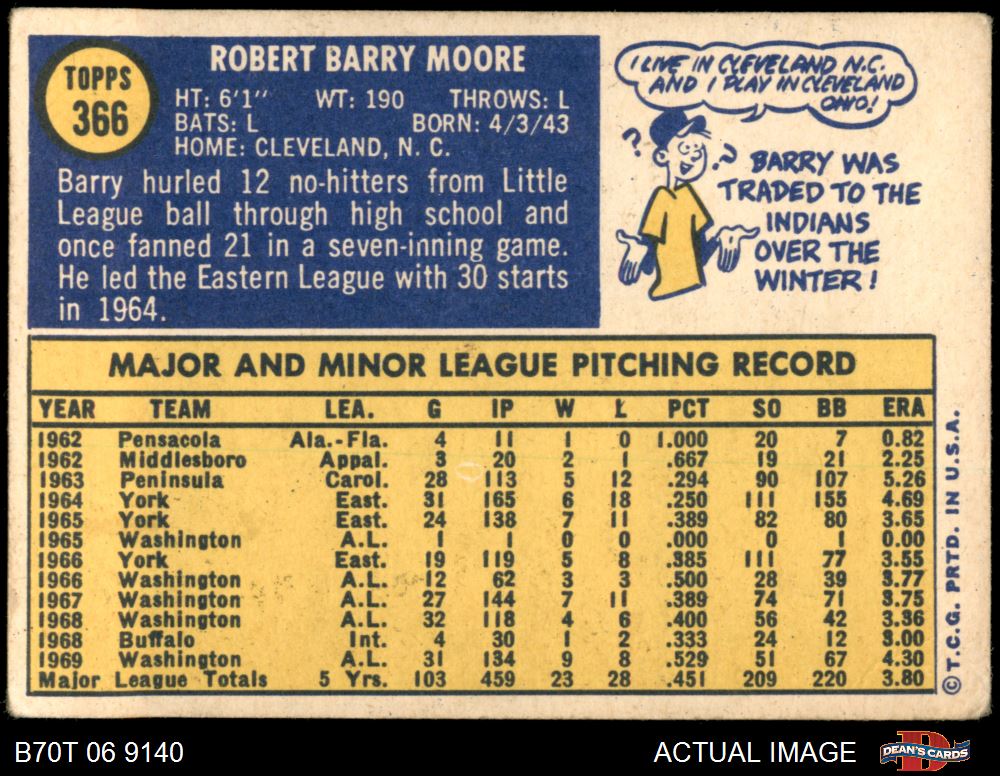 TOPPS
366
ROBERT BARRY MOORE
HT: 6'1" WT: 190 THROWS: L
BATS: L BORN: 4/3/43
HOME: CLEVELAND, N. C.
Barry hurled 12 no-hitters from Little
League ball through high school and
once fanned 21 in a seven-inning game.
He led the Eastern League with 30 starts
in 1964.
I LIVE IN CLEVELAND N.C.
AND I PLAY IN CLEVELAND
OHIO!
? ?
BARRY WAS
TRADED TO THE
INDIANS
OVER THE
WINTER!
MAJOR AND MINOR LEAGUE PITCHING RECORD
YEAR TEAM LEA. G IP W L PCT SO BB ERA
1962 Pensacola Ala.-Fla. 4 11 1 0 1.000 20 7 0.82
1962 Middlesboro Appal. 3 20 2 1 .667 19 21 2.25
1963 Peninsula Carol. 28 113 5 12 .294 90 107 5.26
1964 York East. 31 165 6 18 .250 111 155 4.69
1965 York East. 24 138 7 11 .389 82 80 3.65
1965 Washington A.L. 1 1 0 0 .000 0 1 0.00
1966 York East. 19 119 5 8 .385 111 77 3.55
1966 Washington A.L. 12 62 3 3 .500 28 39 3.77
1967 Washington A.L. 27 144 7 11 .389 74 71 3.75
1968 Washington A.L. 32 118 4 6 .400 56 42 3.36
1968 Buffalo Int. 4 30 1 2 .333 24 12 3.00
1969 Washington A.L. 31 134 9 8 .529 51 67 4.30
Major League Totals 5 Yrs. 103 459 23 28 .451 209 220 3.80
© T.C.G. PRTD. IN U.S.A.
B70T 06 9140
ACTUAL IMAGE
DEAN'S CARDS